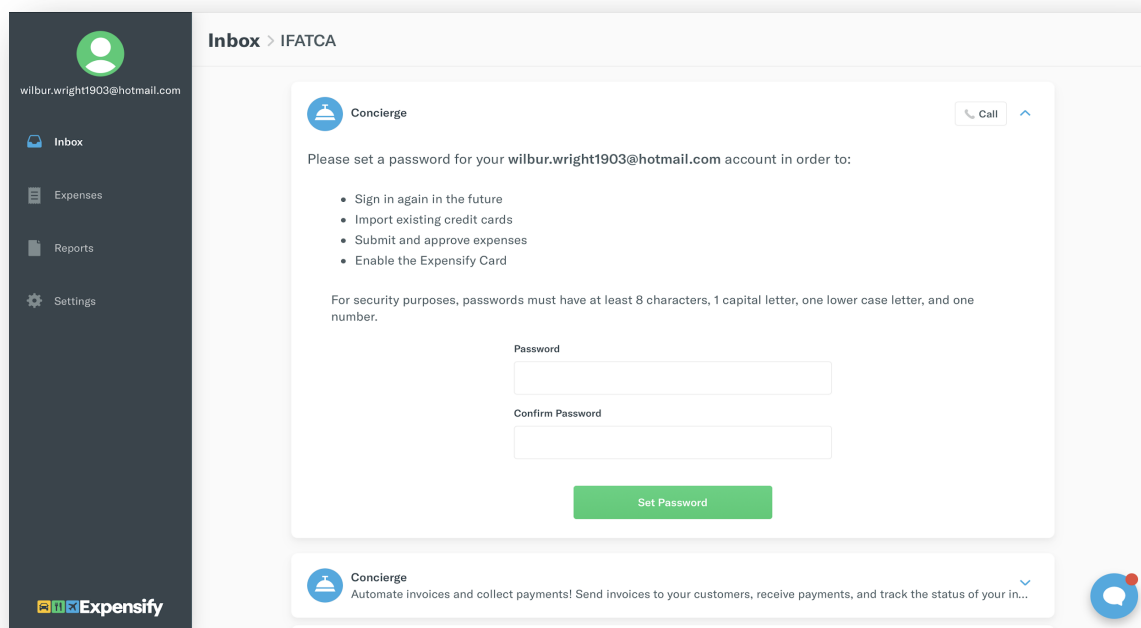 wilbur.wright1903@hotmail.com
Inbox
Expenses
Reports
Settings
Expensify
Inbox > IFATCA
Concierge
Call
Please set a password for your wilbur.wright1903@hotmail.com account in order to:
• Sign in again in the future
• Import existing credit cards
• Submit and approve expenses
• Enable the Expensify Card
For security purposes, passwords must have at least 8 characters, 1 capital letter, one lower case letter, and one
number.
Password
Confirm Password
Set Password
Concierge
Automate invoices and collect payments! Send invoices to your customers, receive payments, and track the status of your in...